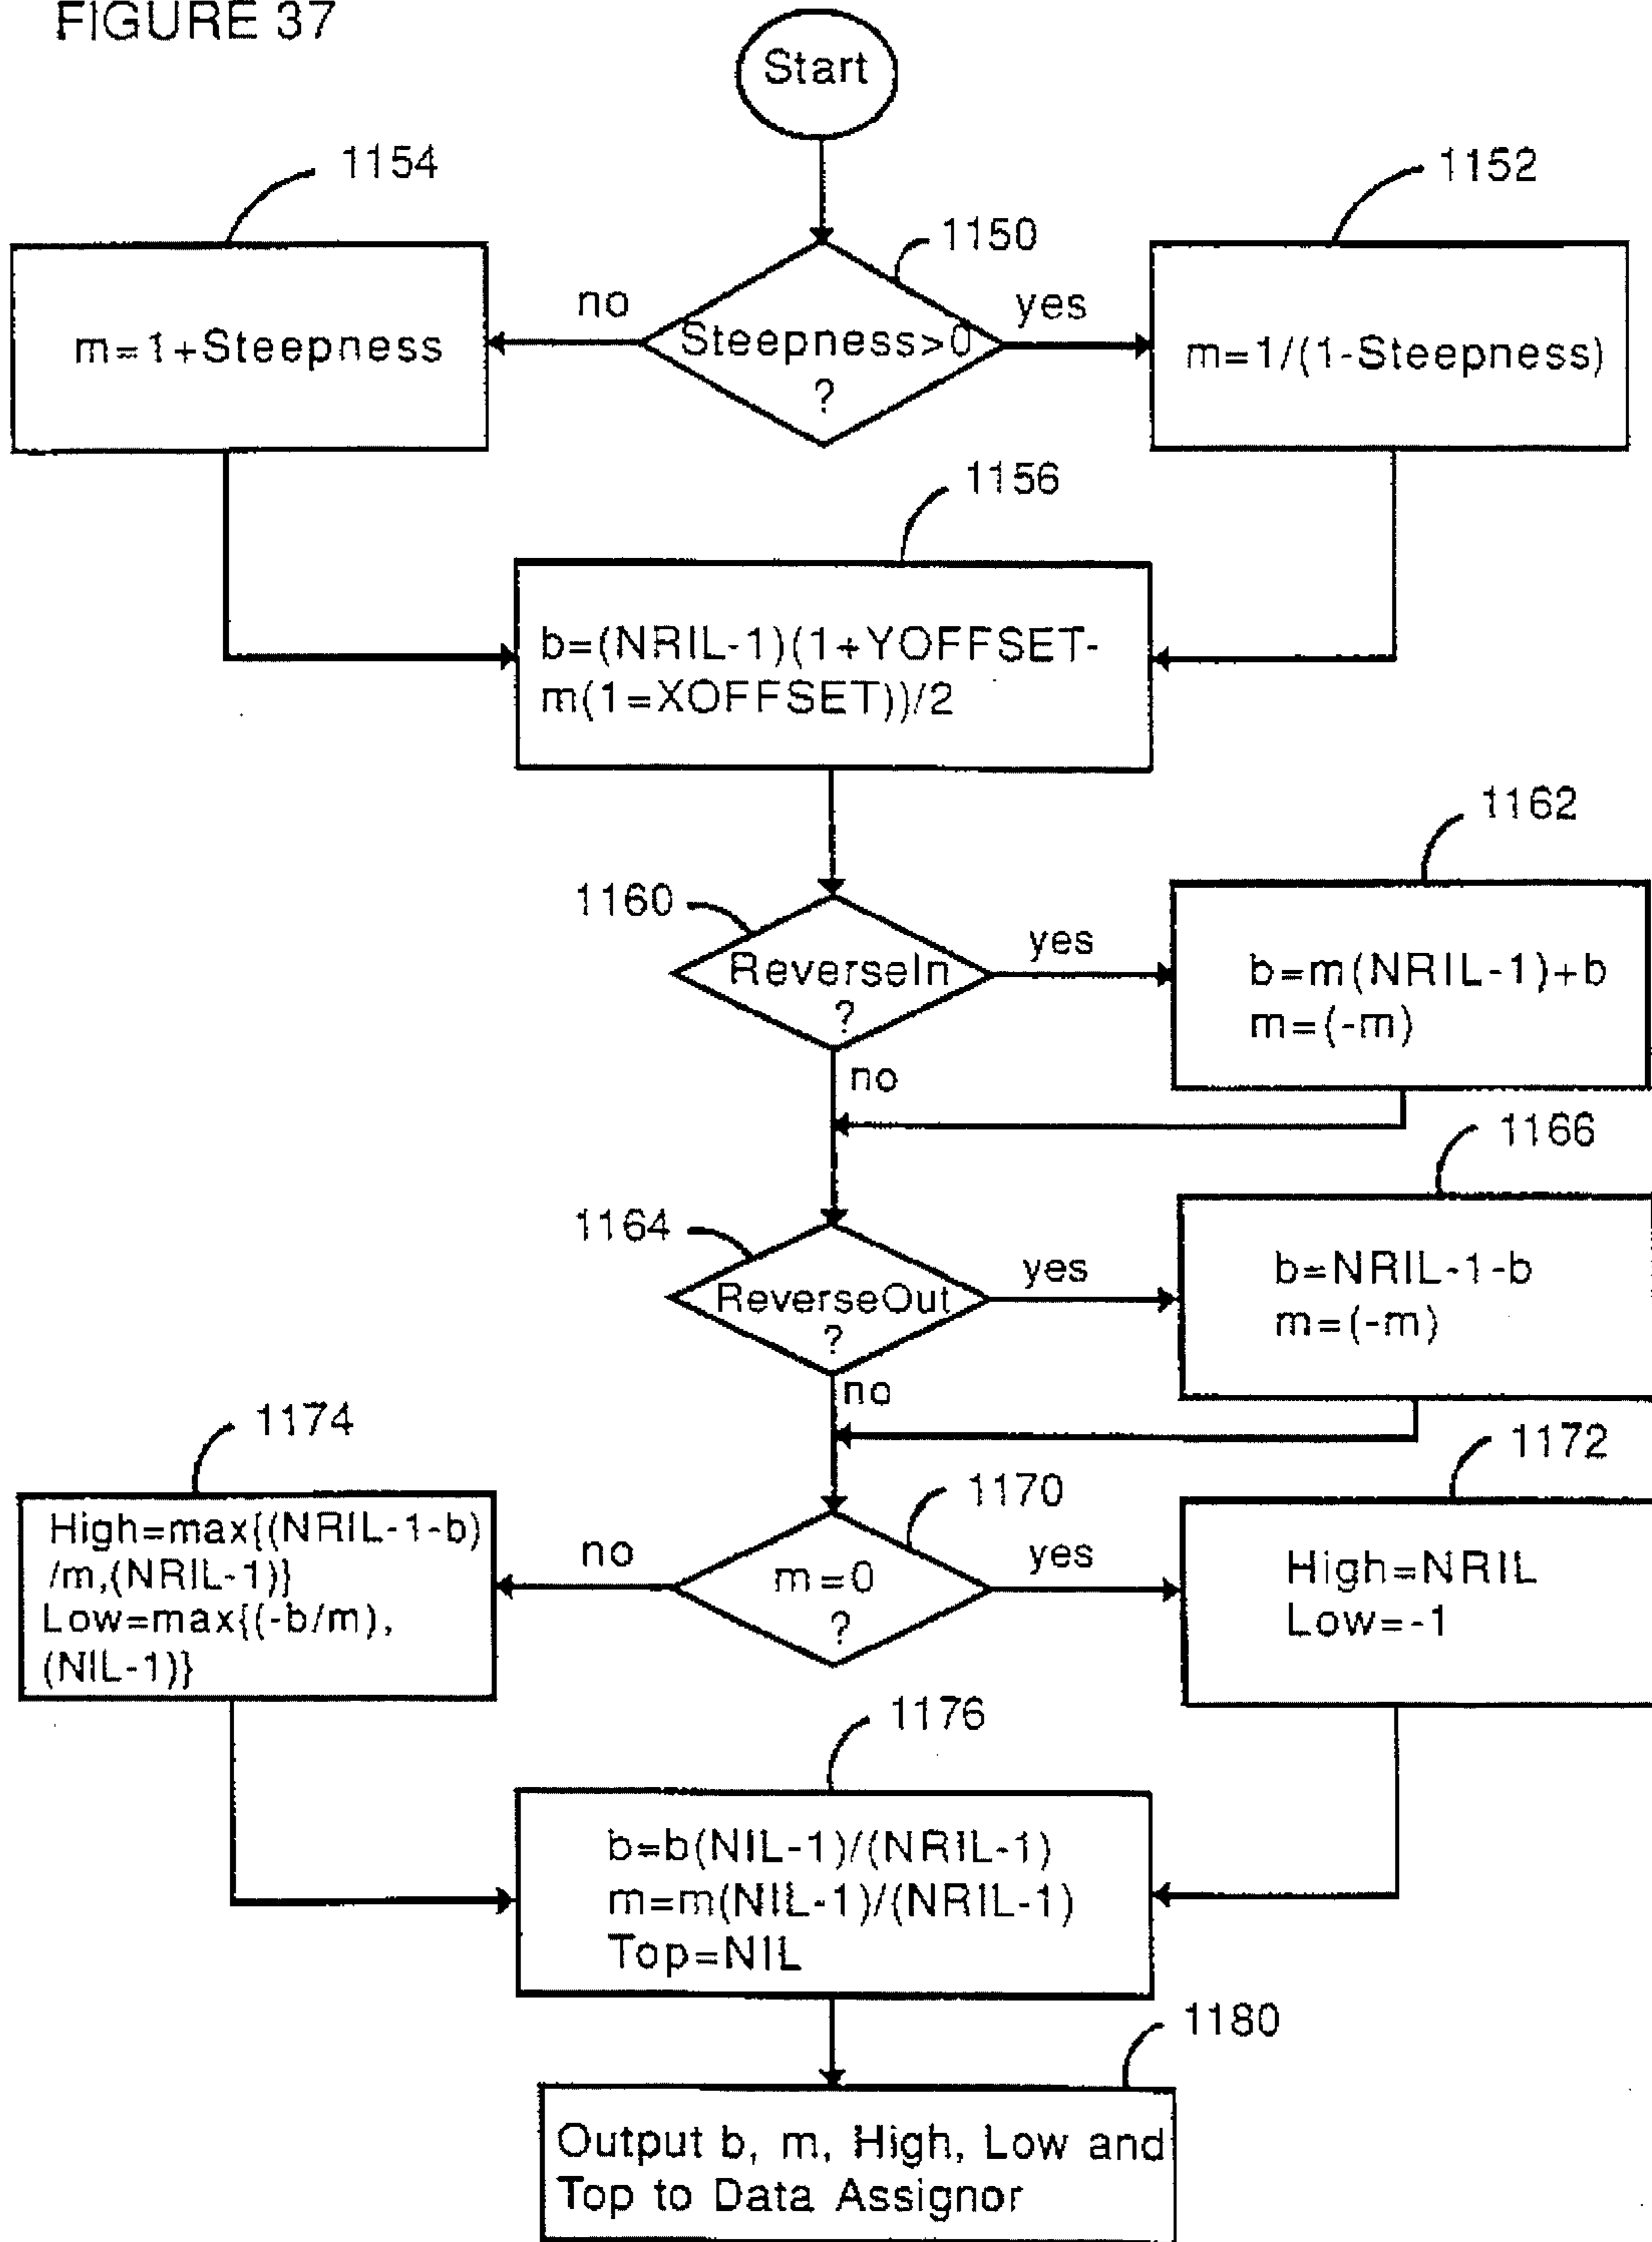 FIGURE 37
Start
1154
1152
1150
no
Steepness>0
?
yes
m=1+Steepness
m=1/(1-Steepness)
1156
b=(NRIL-1)(1+YOFFSET-
m(1=XOFFSET))/2
1162
1160
ReverseIn
?
yes
b=m(NRIL-1)+b
m=(-m)
no
1166
1164
ReverseOut
?
yes
b=NRIL-1-b
m=(-m)
no
1174
1172
1170
High=max{(NRIL-1-b)
/m,(NRIL-1)}
Low=max{(-b/m),
(NIL-1)}
no
m=0
?
yes
High=NRIL
Low=-1
1176
b=b(NIL-1)/(NRIL-1)
m=m(NIL-1)/(NRIL-1)
Top=NIL
1180
Output b, m, High, Low and
Top to Data Assignor